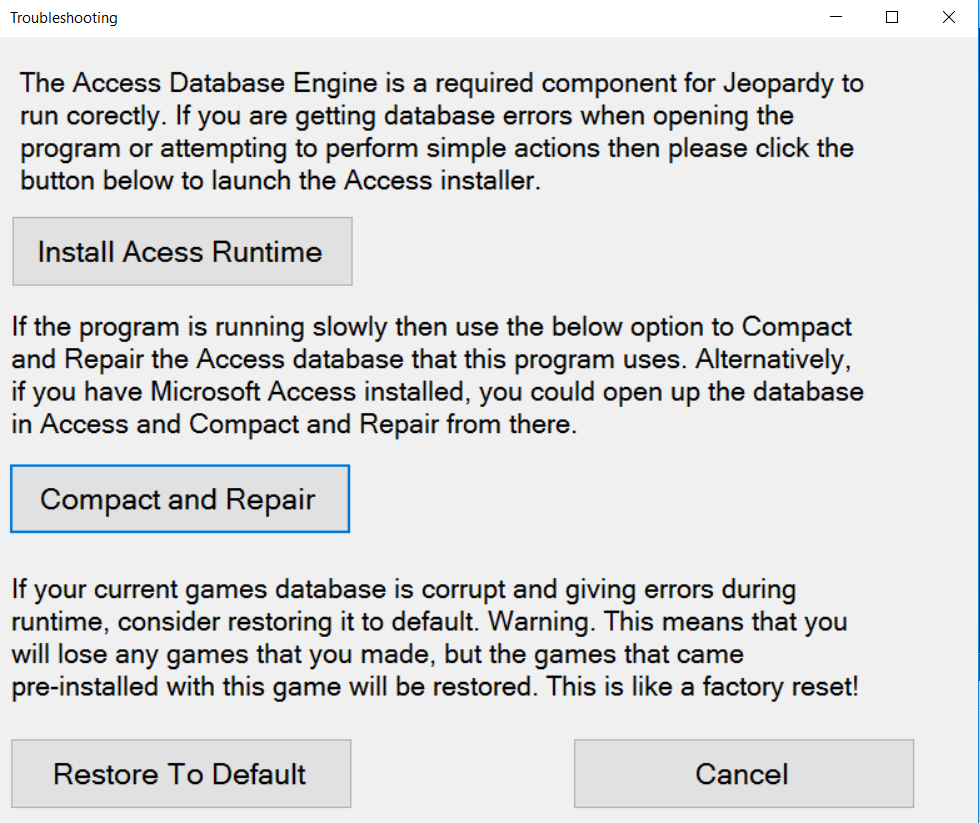 Troubleshooting
The Access Database Engine is a required component for Jeopardy to
run corectly. If you are getting database errors when opening the
program or attempting to perform simple actions then please click the
button below to launch the Access installer.
Install Acess Runtime
If the program is running slowly then use the below option to Compact
and Repair the Access database that this program uses. Alternatively,
if you have Microsoft Access installed, you could open up the database
in Access and Compact and Repair from there.
Compact and Repair
If your current games database is corrupt and giving errors during
runtime, consider restoring it to default. Warning. This means that you
will lose any games that you made, but the games that came
pre-installed with this game will be restored. This is like a factory reset!
Restore To Default
Cancel